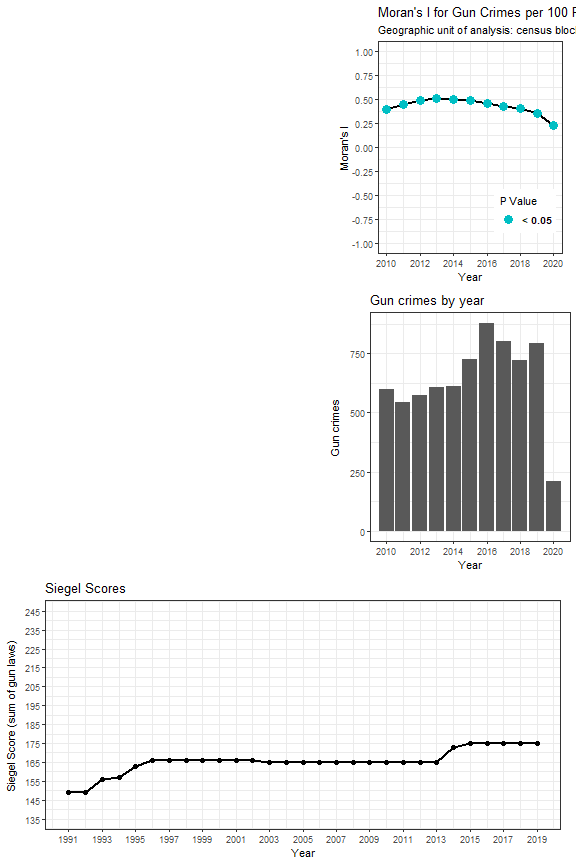 Moran's I for Gun Crimes per 100
Geographic unit of analysis: census
1.00
0.75
0.50
0.25
0.00
-0.25
-0.50
-0.75
-1.00
Moran's I
P Value
< 0.05
2010 2012 2014 2016 2018 2020
Year
Gun crimes by year
750
500
250
0
Gun crimes
2010 2012 2014 2016 2018 2020
Year
Siegel Scores
245
235
225
215
205
195
185
175
165
155
145
135
Siegel Score (sum of gun laws)
1991 1993 1995 1997 1999 2001 2003 2005 2007 2009 2011 2013 2015 2017 2019
Year